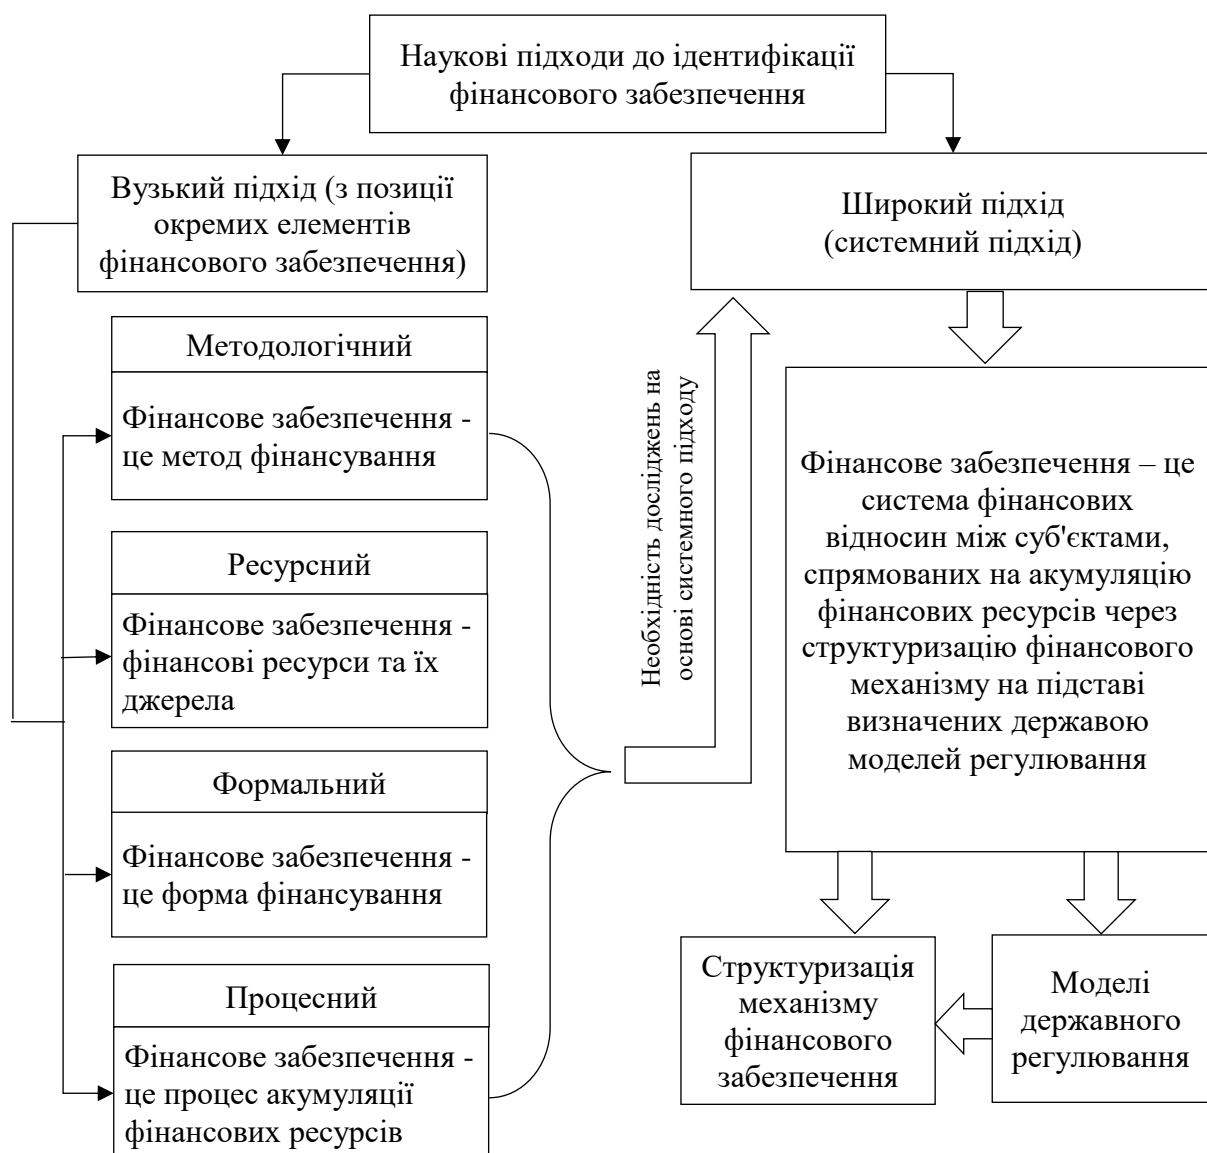 Наукові підходи до ідентифікації
фінансового забезпечення
Вузький підхід (з позиції
окремих елементів
фінансового забезпечення)
Широкий підхід
(системний підхід)
Методологічний
Фінансове забезпечення -
це метод фінансування
Ресурсний
Фінансове забезпечення -
фінансові ресурси та їх
джерела
Формальний
Фінансове забезпечення -
це форма фінансування
Процесний
Фінансове забезпечення -
це процес акумуляції
фінансових ресурсів
Необхідність досліджень на
основі системного підходу
Фінансове забезпечення – це
система фінансових
відносин між суб'єктами,
спрямованих на акумуляцію
фінансових ресурсів через
структуризацію фінансового
механізму на підставі
визначених державою
моделей регулювання
Структуризація
механізму
фінансового
забезпечення
Моделі
державного
регулювання